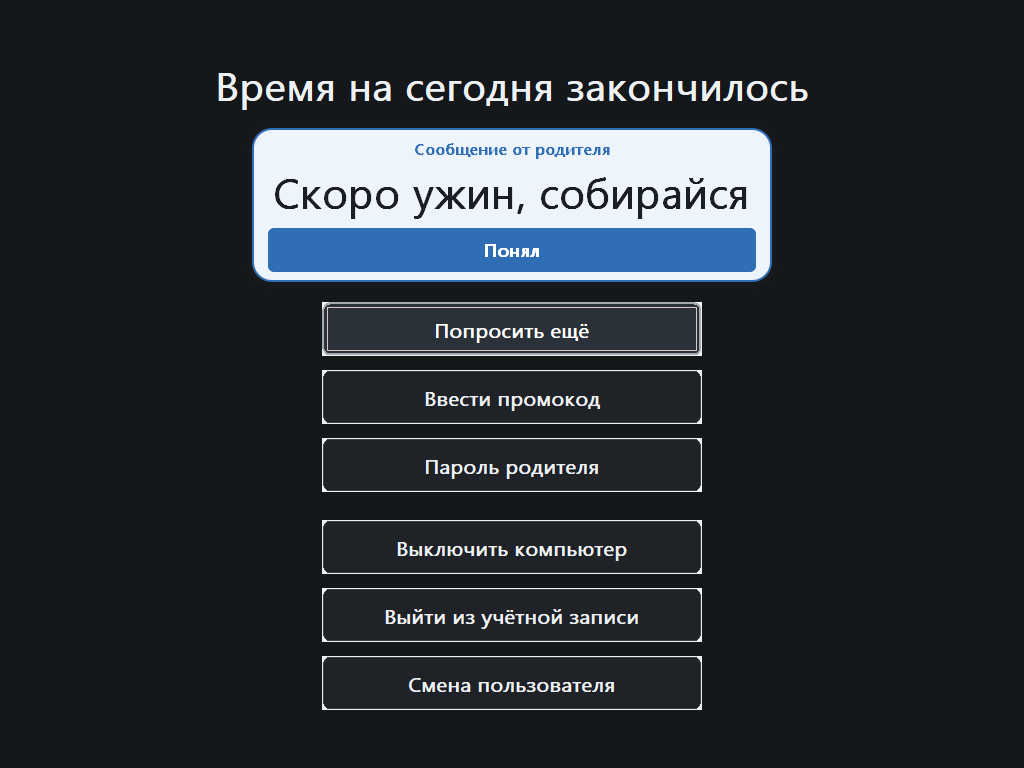 Время на сегодня закончилось
Сообщение от родителя
Скоро ужин, собирайся
Понял
Попросить ещё
Ввести промокод
Пароль родителя
Выключить компьютер
Выйти из учётной записи
Смена пользователя